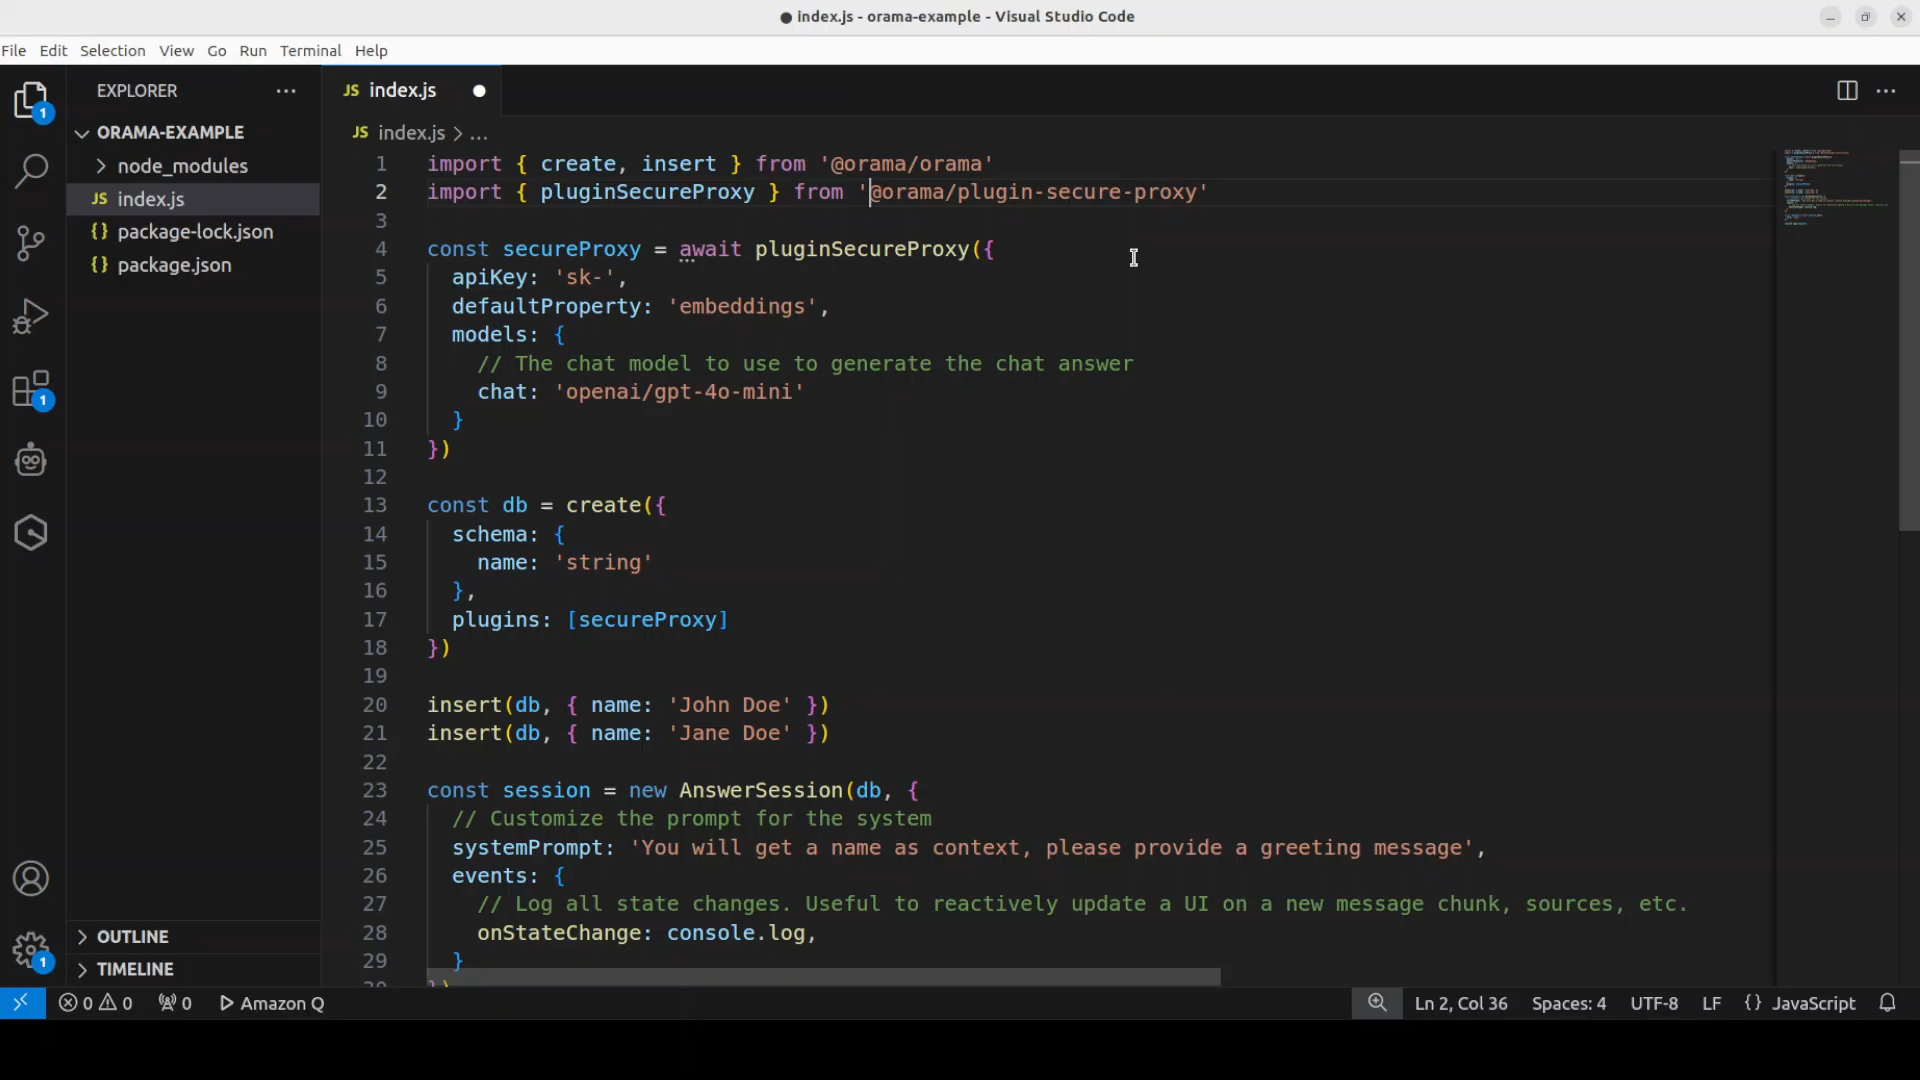 ● index.js - orama-example - Visual Studio Code
File Edit Selection View Go Run Terminal Help
EXPLORER ...
JS index.js
ORAMA-EXAMPLE
node_modules
JS index.js
{} package-lock.json
{} package.json
OUTLINE
TIMELINE
1
1
1
JS index.js > ...
1 import { create, insert } from '@orama/orama'
2 import { pluginSecureProxy } from '@orama/plugin-secure-proxy'
3
4 const secureProxy = await pluginSecureProxy({
5 apiKey: 'sk-',
6 defaultProperty: 'embeddings',
7 models: {
8 // The chat model to use to generate the chat answer
9 chat: 'openai/gpt-4o-mini'
10 }
11 })
12
13 const db = create({
14 schema: {
15 name: 'string'
16 },
17 plugins: [secureProxy]
18 })
19
20 insert(db, { name: 'John Doe' })
21 insert(db, { name: 'Jane Doe' })
22
23 const session = new AnswerSession(db, {
24 // Customize the prompt for the system
25 systemPrompt: 'You will get a name as context, please provide a greeting message',
26 events: {
27 // Log all state changes. Useful to reactively update a UI on a new message chunk, sources, etc.
28 onStateChange: console.log,
29 }
0 0 0 Amazon Q Ln 2, Col 36 Spaces: 4 UTF-8 LF {} JavaScript